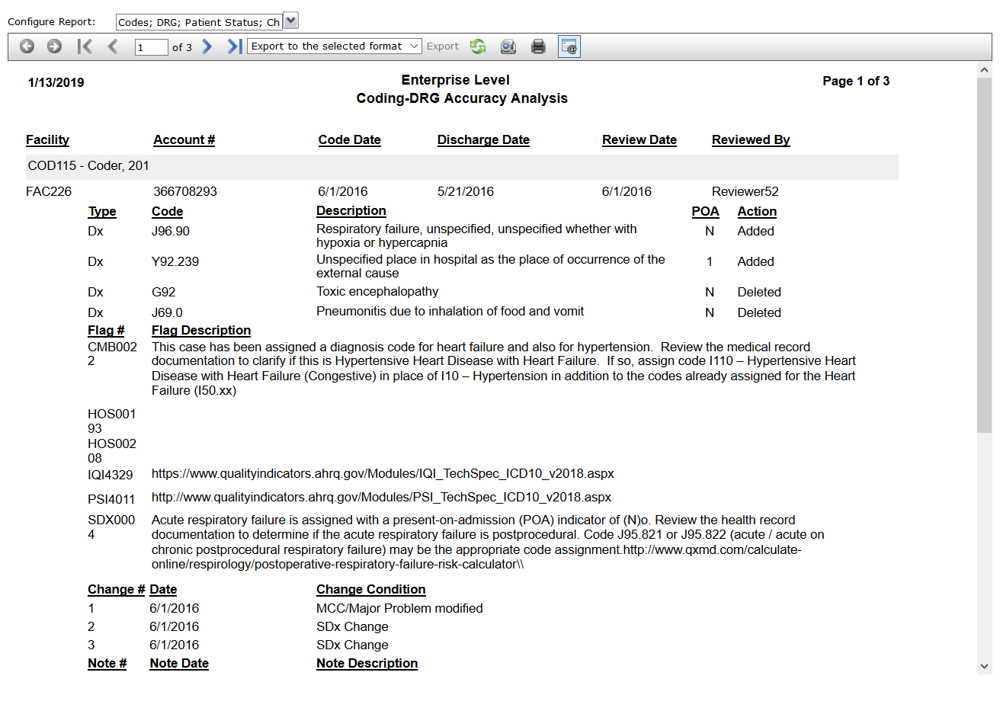 Configure Report: Codes; DRG; Patient Status; Ch
1 of 3 Export to the selected format Export
1/13/2019 Enterprise Level Page 1 of 3
Coding-DRG Accuracy Analysis
Facility Account # Code Date Discharge Date Review Date Reviewed By
COD115 - Coder, 201
FAC226 366708293 6/1/2016 5/21/2016 6/1/2016 Reviewer52
Type Code Description POA Action
Dx J96.90 Respiratory failure, unspecified, unspecified whether with N Added
hypoxia or hypercapnia
Dx Y92.239 Unspecified place in hospital as the place of occurrence of the 1 Added
external cause
Dx G92 Toxic encephalopathy N Deleted
Dx J69.0 Pneumonitis due to inhalation of food and vomit N Deleted
Flag # Flag Description
CMB002 This case has been assigned a diagnosis code for heart failure and also for hypertension.  Review the medical record
2 documentation to clarify if this is Hypertensive Heart Disease with Heart Failure.  If so, assign code I110 – Hypertensive Heart
Disease with Heart Failure (Congestive) in place of I10 – Hypertension in addition to the codes already assigned for the Heart
Failure (I50.xx)
HOS001
93
HOS002
08
IQI4329 https://www.qualityindicators.ahrq.gov/Modules/IQI_TechSpec_ICD10_v2018.aspx
PSI4011 http://www.qualityindicators.ahrq.gov/Modules/PSI_TechSpec_ICD10_v2018.aspx
SDX000 Acute respiratory failure is assigned with a present-on-admission (POA) indicator of (N)o. Review the health record
4 documentation to determine if the acute respiratory failure is postprocedural. Code J95.821 or J95.822 (acute / acute on
chronic postprocedural respiratory failure) may be the appropriate code assignment.http://www.qxmd.com/calculate-
online/respirology/postoperative-respiratory-failure-risk-calculator\\
Change # Date Change Condition
1 6/1/2016 MCC/Major Problem modified
2 6/1/2016 SDx Change
3 6/1/2016 SDx Change
Note # Note Date Note Description